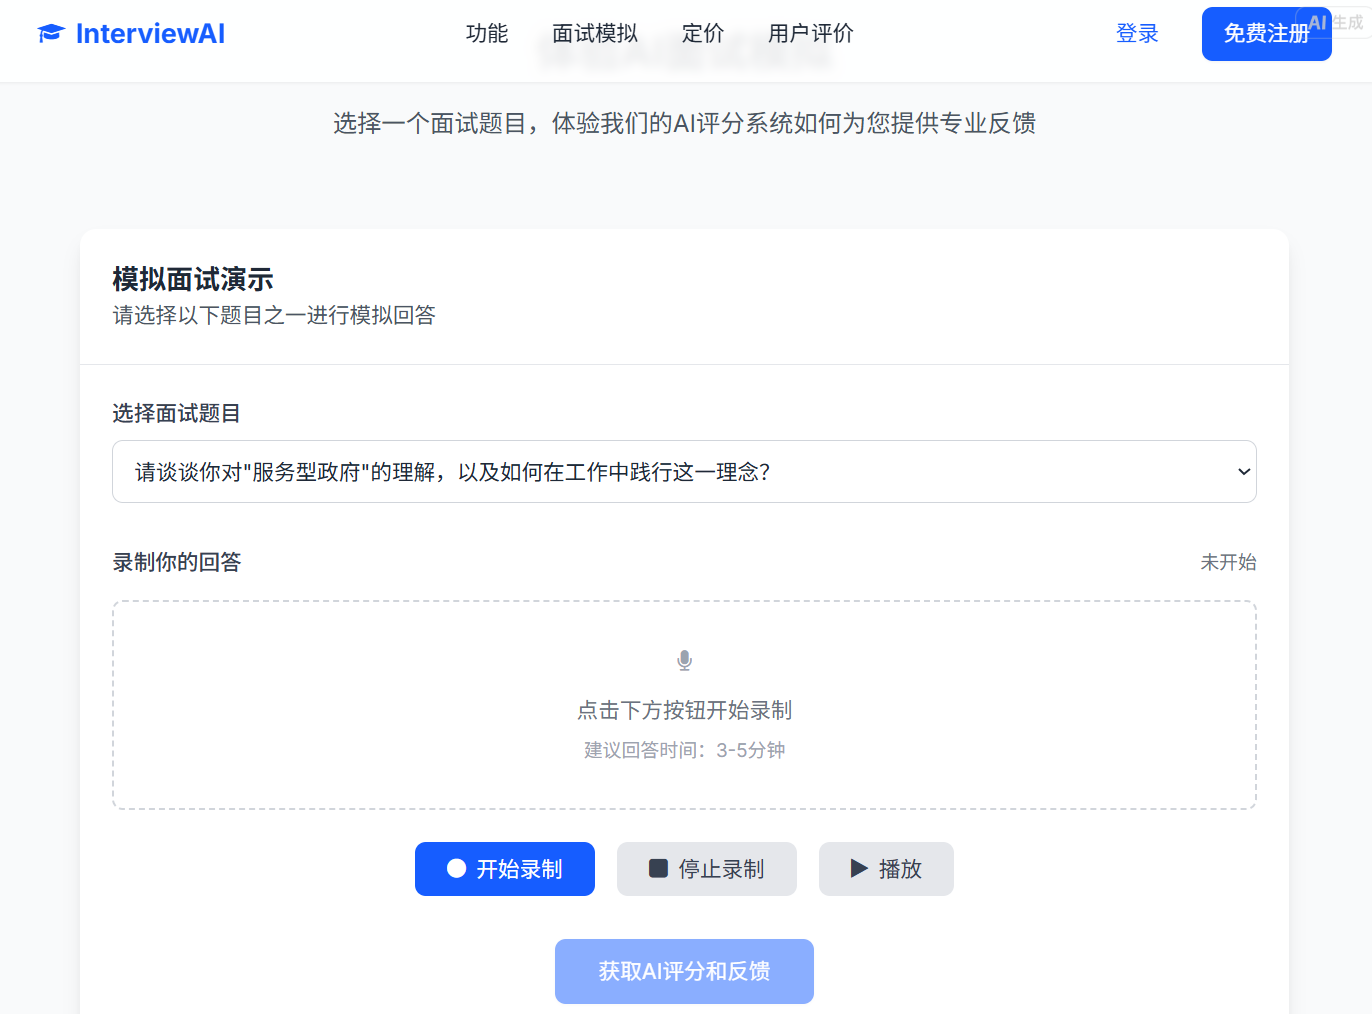 InterviewAI
功能
面试模拟
定价
用户评价
登录
免费注册
AI 生成
选择一个面试题目，体验我们的AI评分系统如何为您提供专业反馈
模拟面试演示
请选择以下题目之一进行模拟回答
选择面试题目
请谈谈你对"服务型政府"的理解，以及如何在工作中践行这一理念？
录制你的回答
未开始
点击下方按钮开始录制
建议回答时间：3-5分钟
开始录制
停止录制
播放
获取AI评分和反馈